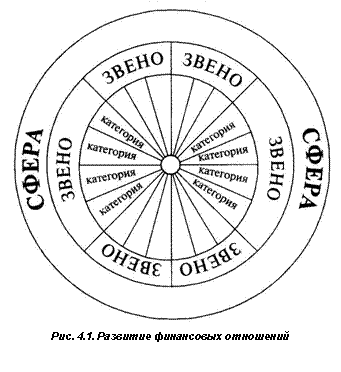 ЗВЕНО ЗВЕНО
СФЕРА ЗВЕНО ЗВЕНО СФЕРА
категория категория
категория категория
категория категория
категория категория
ЗВЕНО ЗВЕНО
Рис. 4.1. Развитие финансовых отношений